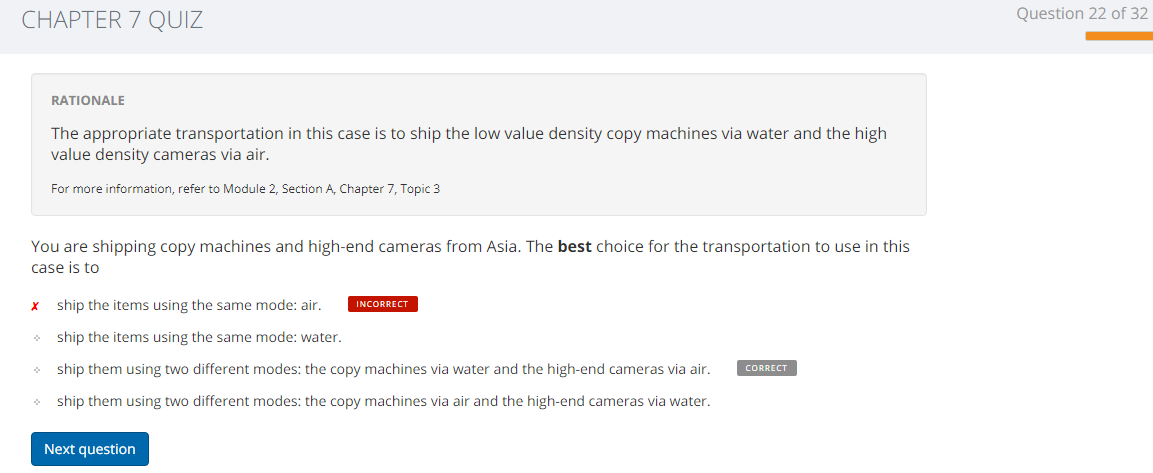 CHAPTER 7 QUIZ
Question 22 of 32
RATIONALE
The appropriate transportation in this case is to ship the low value density copy machines via water and the high
value density cameras via air.
For more information, refer to Module 2, Section A, Chapter 7, Topic 3
You are shipping copy machines and high-end cameras from Asia. The best choice for the transportation to use in this
case is to
ship the items using the same mode: air. INCORRECT
ship the items using the same mode: water.
ship them using two different modes: the copy machines via water and the high-end cameras via air. CORRECT
ship them using two different modes: the copy machines via air and the high-end cameras via water.
Next question